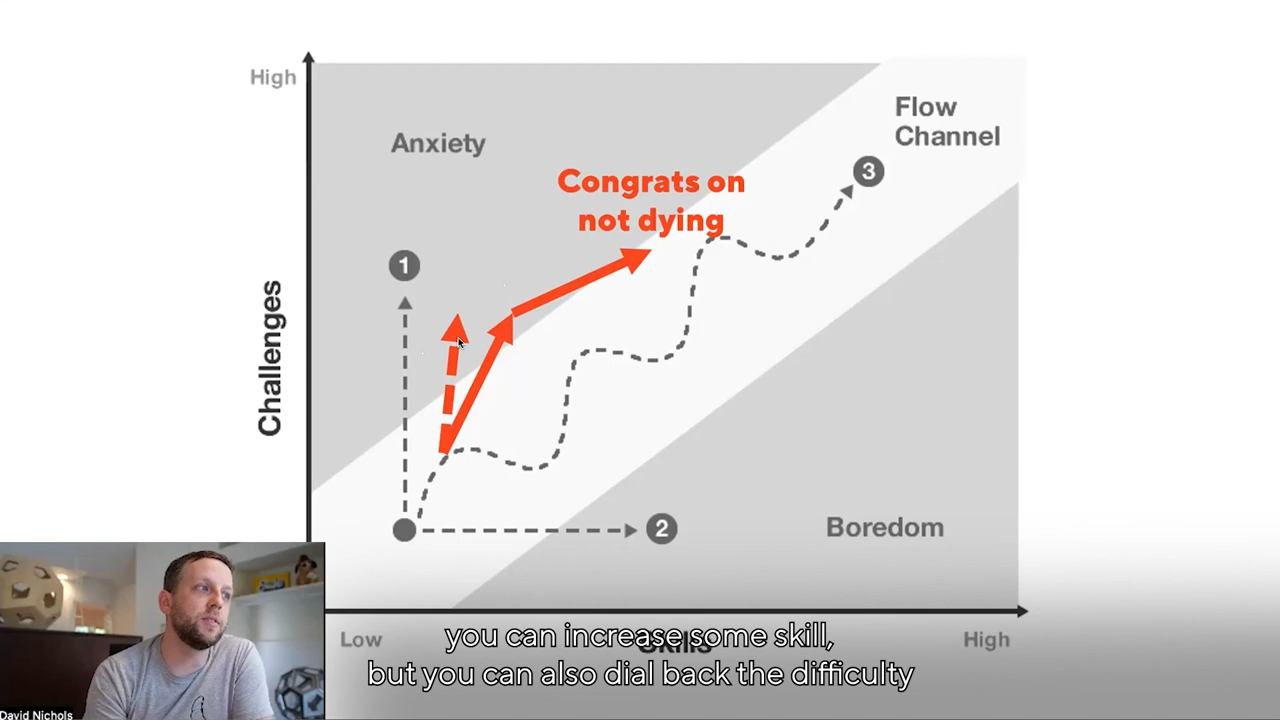 High
Anxiety
Flow
Channel
Congrats on
not dying
3
1
Challenges
2
Boredom
Low
Skills
High
you can increase some skill,
but you can also dial back the difficulty
David Nichols